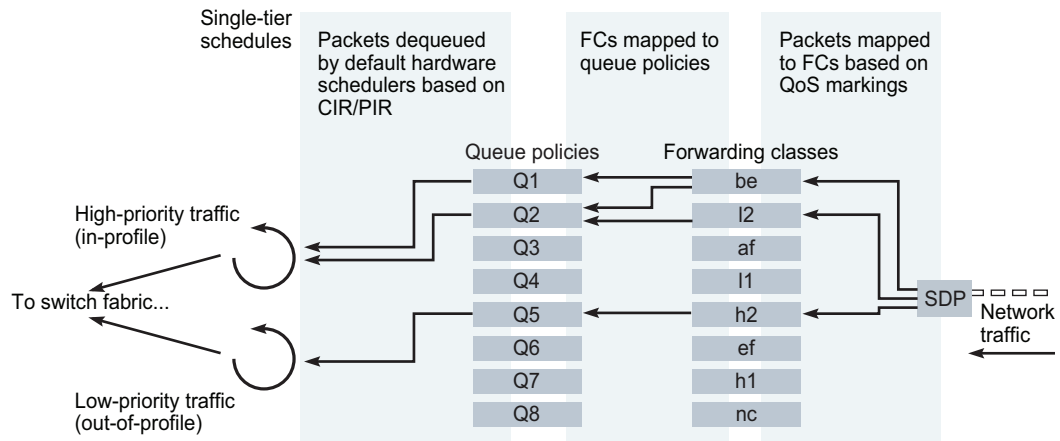 Single-tier
schedules
Packets dequeued
by default hardware
schedulers based on
CIR/PIR
FCs mapped to
queue policies
Packets mapped
to FCs based on
QoS markings
Queue policies
Forwarding classes
Q1
be
Q2
l2
Q3
af
Q4
l1
Q5
h2
Q6
ef
Q7
h1
Q8
nc
High-priority traffic
(in-profile)
To switch fabric...
Low-priority traffic
(out-of-profile)
SDP
Network
traffic